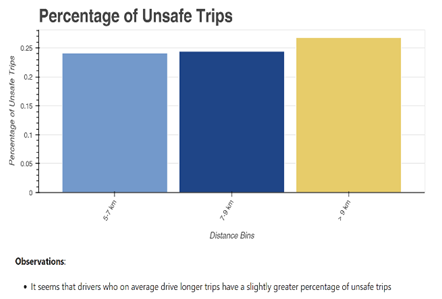 Percentage of Unsafe Trips
Percentage of Unsafe Trips
0.25
0.2
0.15
0.1
0.05
0
5-7 km
7-9 km
> 9 km
Distance Bins
Observations:
• It seems that drivers who on average drive longer trips have a slightly greater percentage of unsafe trips